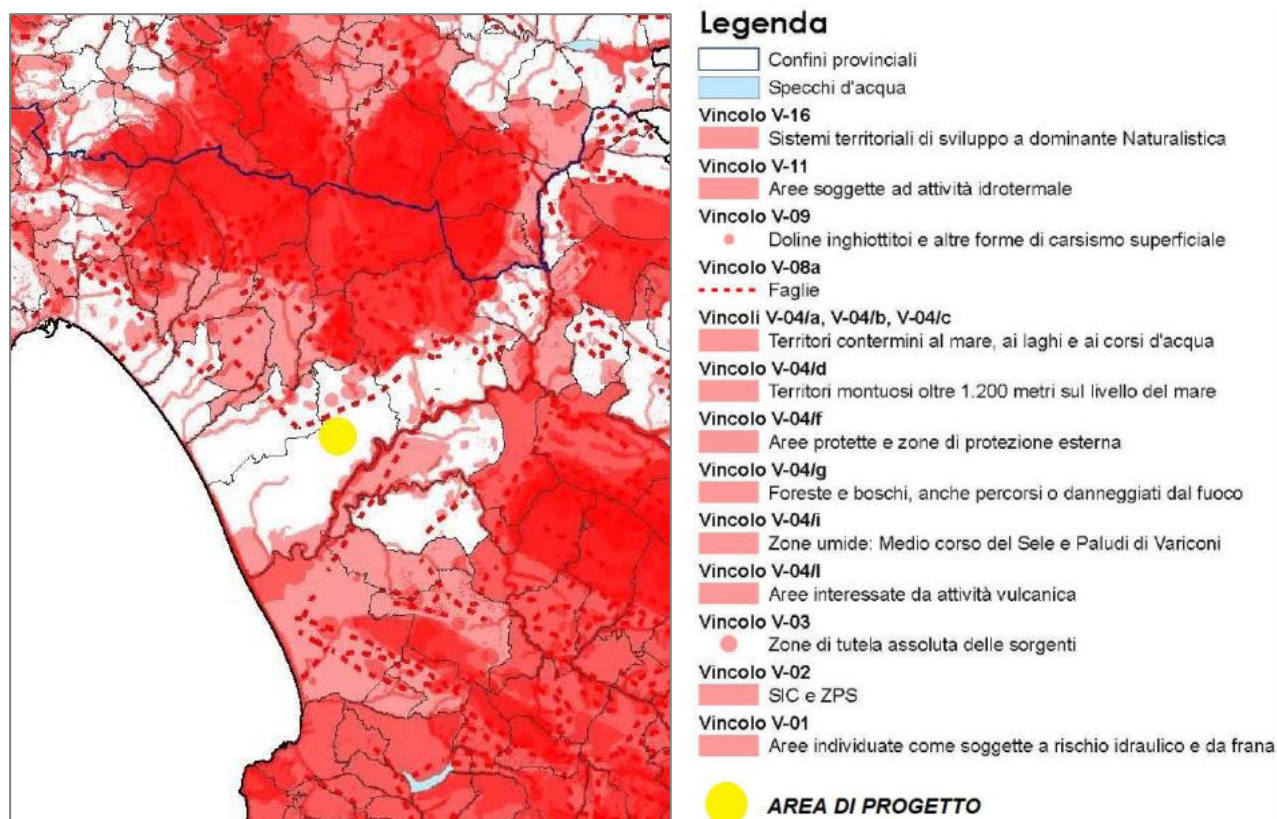 Legenda
Confini provinciali
Specchi d'acqua
Vincolo V-16
Sistemi territoriali di sviluppo a dominante Naturalistica
Vincolo V-11
Aree soggette ad attività idrotermale
Vincolo V-09
Doline inghiottitoi e altre forme di carsismo superficiale
Vincolo V-08a
Faglie
Vincoli V-04/a, V-04/b, V-04/c
Territori contermini al mare, ai laghi e ai corsi d'acqua
Vincolo V-04/d
Territori montuosi oltre 1.200 metri sul livello del mare
Vincolo V-04/f
Aree protette e zone di protezione esterna
Vincolo V-04/g
Foreste e boschi, anche percorsi o danneggiati dal fuoco
Vincolo V-04/i
Zone umide: Medio corso del Sele e Paludi di Variconi
Vincolo V-04/l
Aree interessate da attività vulcanica
Vincolo V-03
Zone di tutela assoluta delle sorgenti
Vincolo V-02
SIC e ZPS
Vincolo V-01
Aree individuate come soggette a rischio idraulico e da frana
AREA DI PROGETTO